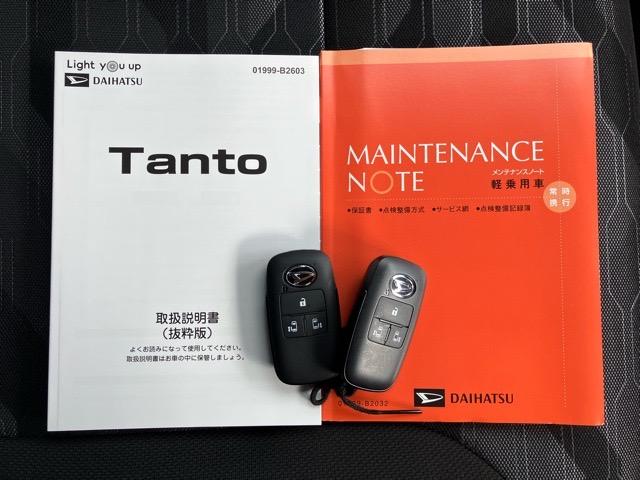 Light you up
DAIHATSU
01999-B2603
Tanto
取扱説明書
（抜粋版）
よくお読みになって使用してください。
取扱説明書はお車の中に保管しましょう。
MAINTENANCE
NOTE
メンテナンスノート
軽乗用車
常時
携行
●保証書 ●点検整備方式 ●サービス網 ●点検整備記録簿
DAIHATSU
01999-B2032